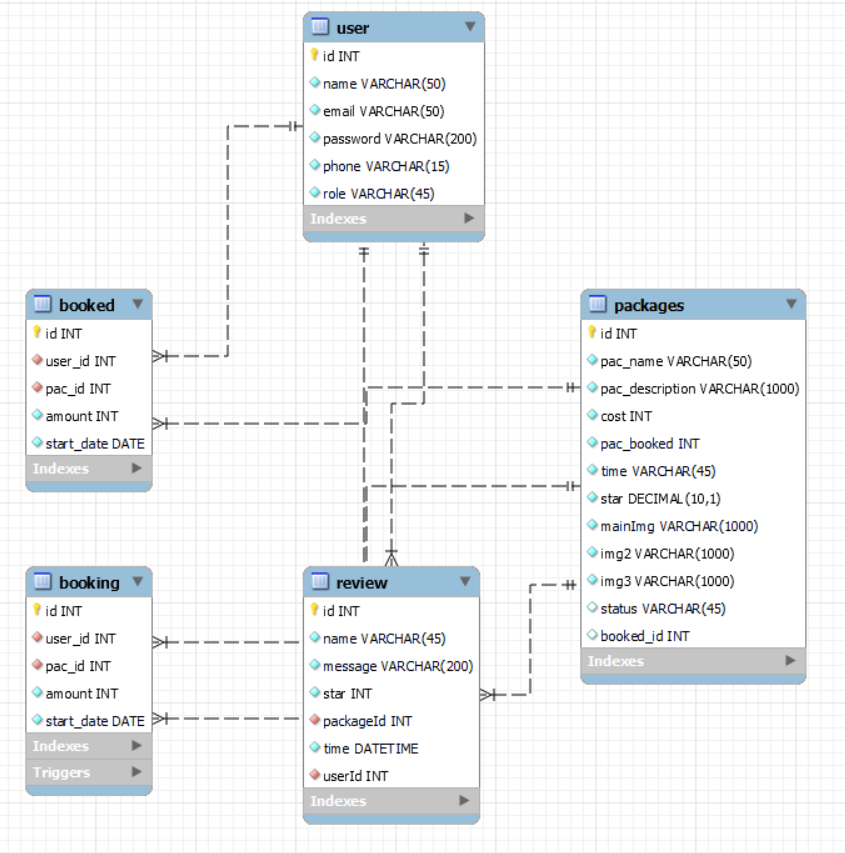 user
id INT
name VARCHAR(50)
email VARCHAR(50)
password VARCHAR(200)
phone VARCHAR(15)
role VARCHAR(45)
Indexes
booked
id INT
user_id INT
pac_id INT
amount INT
start_date DATE
Indexes
packages
id INT
pac_name VARCHAR(50)
pac_description VARCHAR(1000)
cost INT
pac_booked INT
time VARCHAR(45)
star DECIMAL(10,1)
mainImg VARCHAR(1000)
img2 VARCHAR(1000)
img3 VARCHAR(1000)
status VARCHAR(45)
booked_id INT
Indexes
booking
id INT
user_id INT
pac_id INT
amount INT
start_date DATE
Indexes
Triggers
review
id INT
name VARCHAR(45)
message VARCHAR(200)
star INT
packageId INT
time DATETIME
userId INT
Indexes